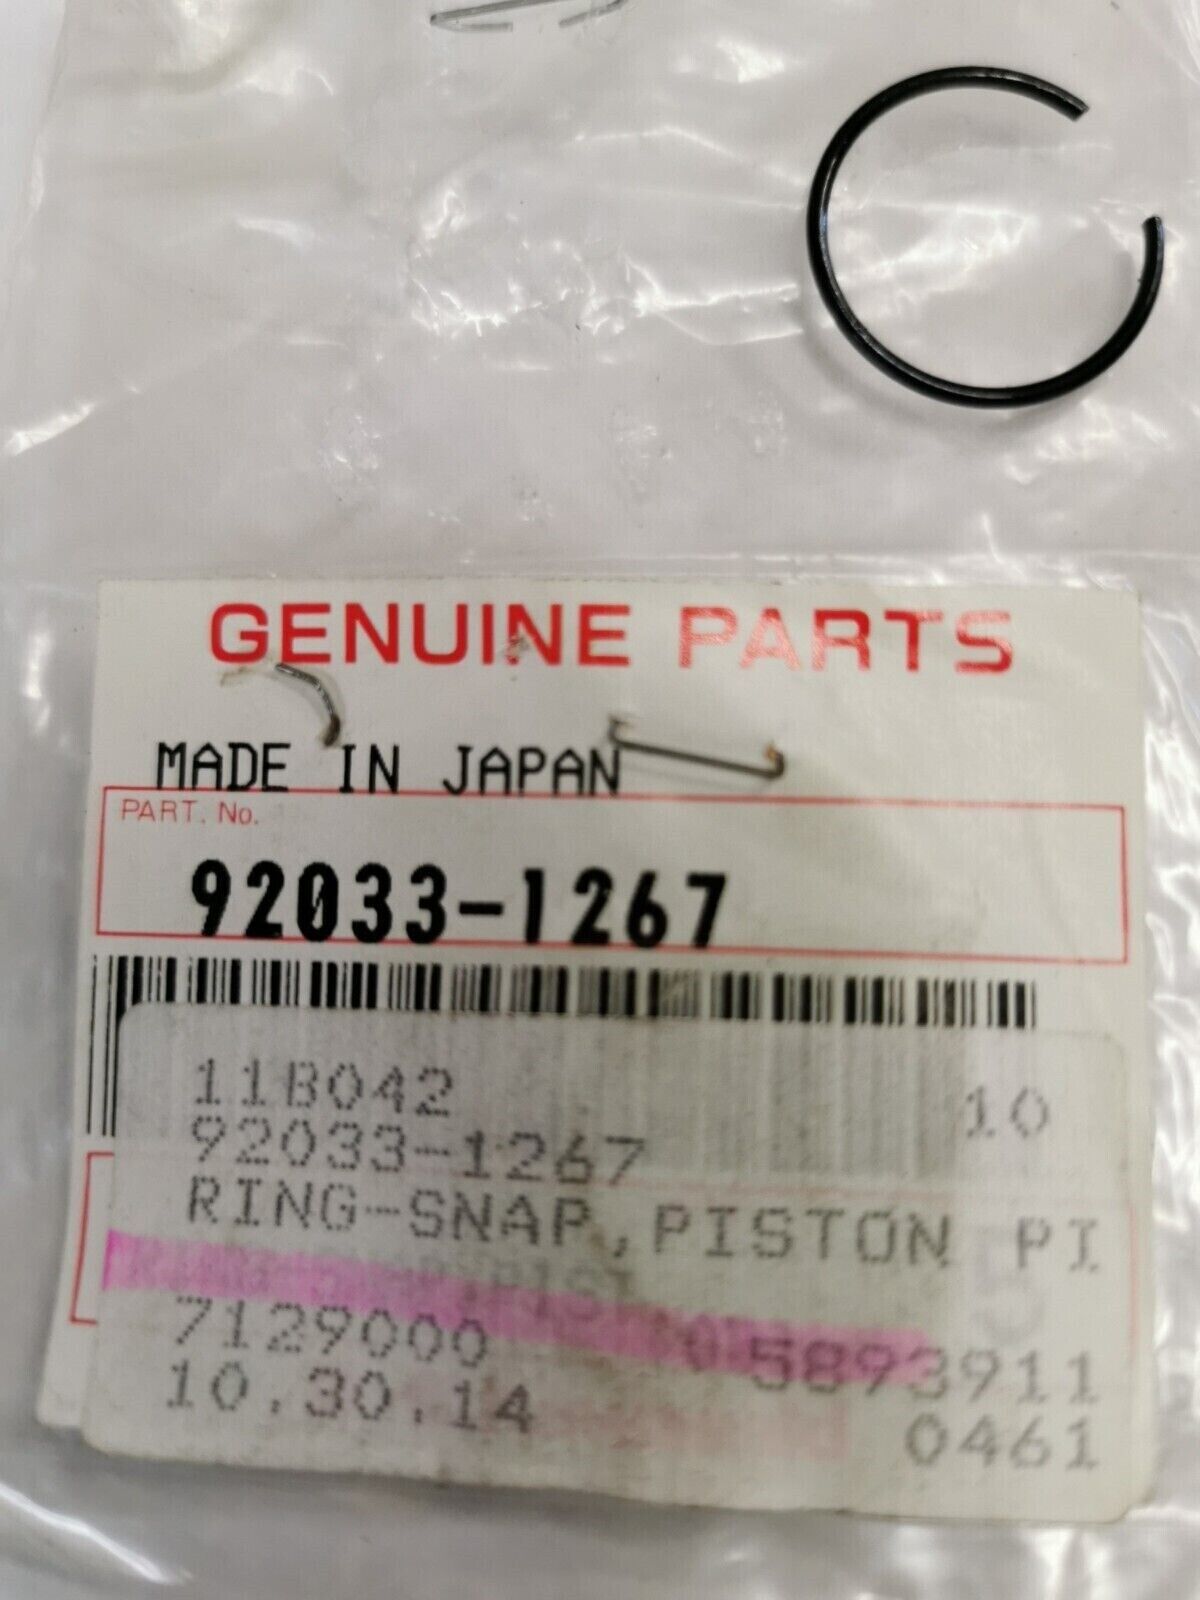 GENUINE PARTS
MADE IN JAPAN
PART. No.
92033-1267
11B042 10
92033-1267
RING-SNAP,PISTON PI
7129000 5893911
10.30.14 0461